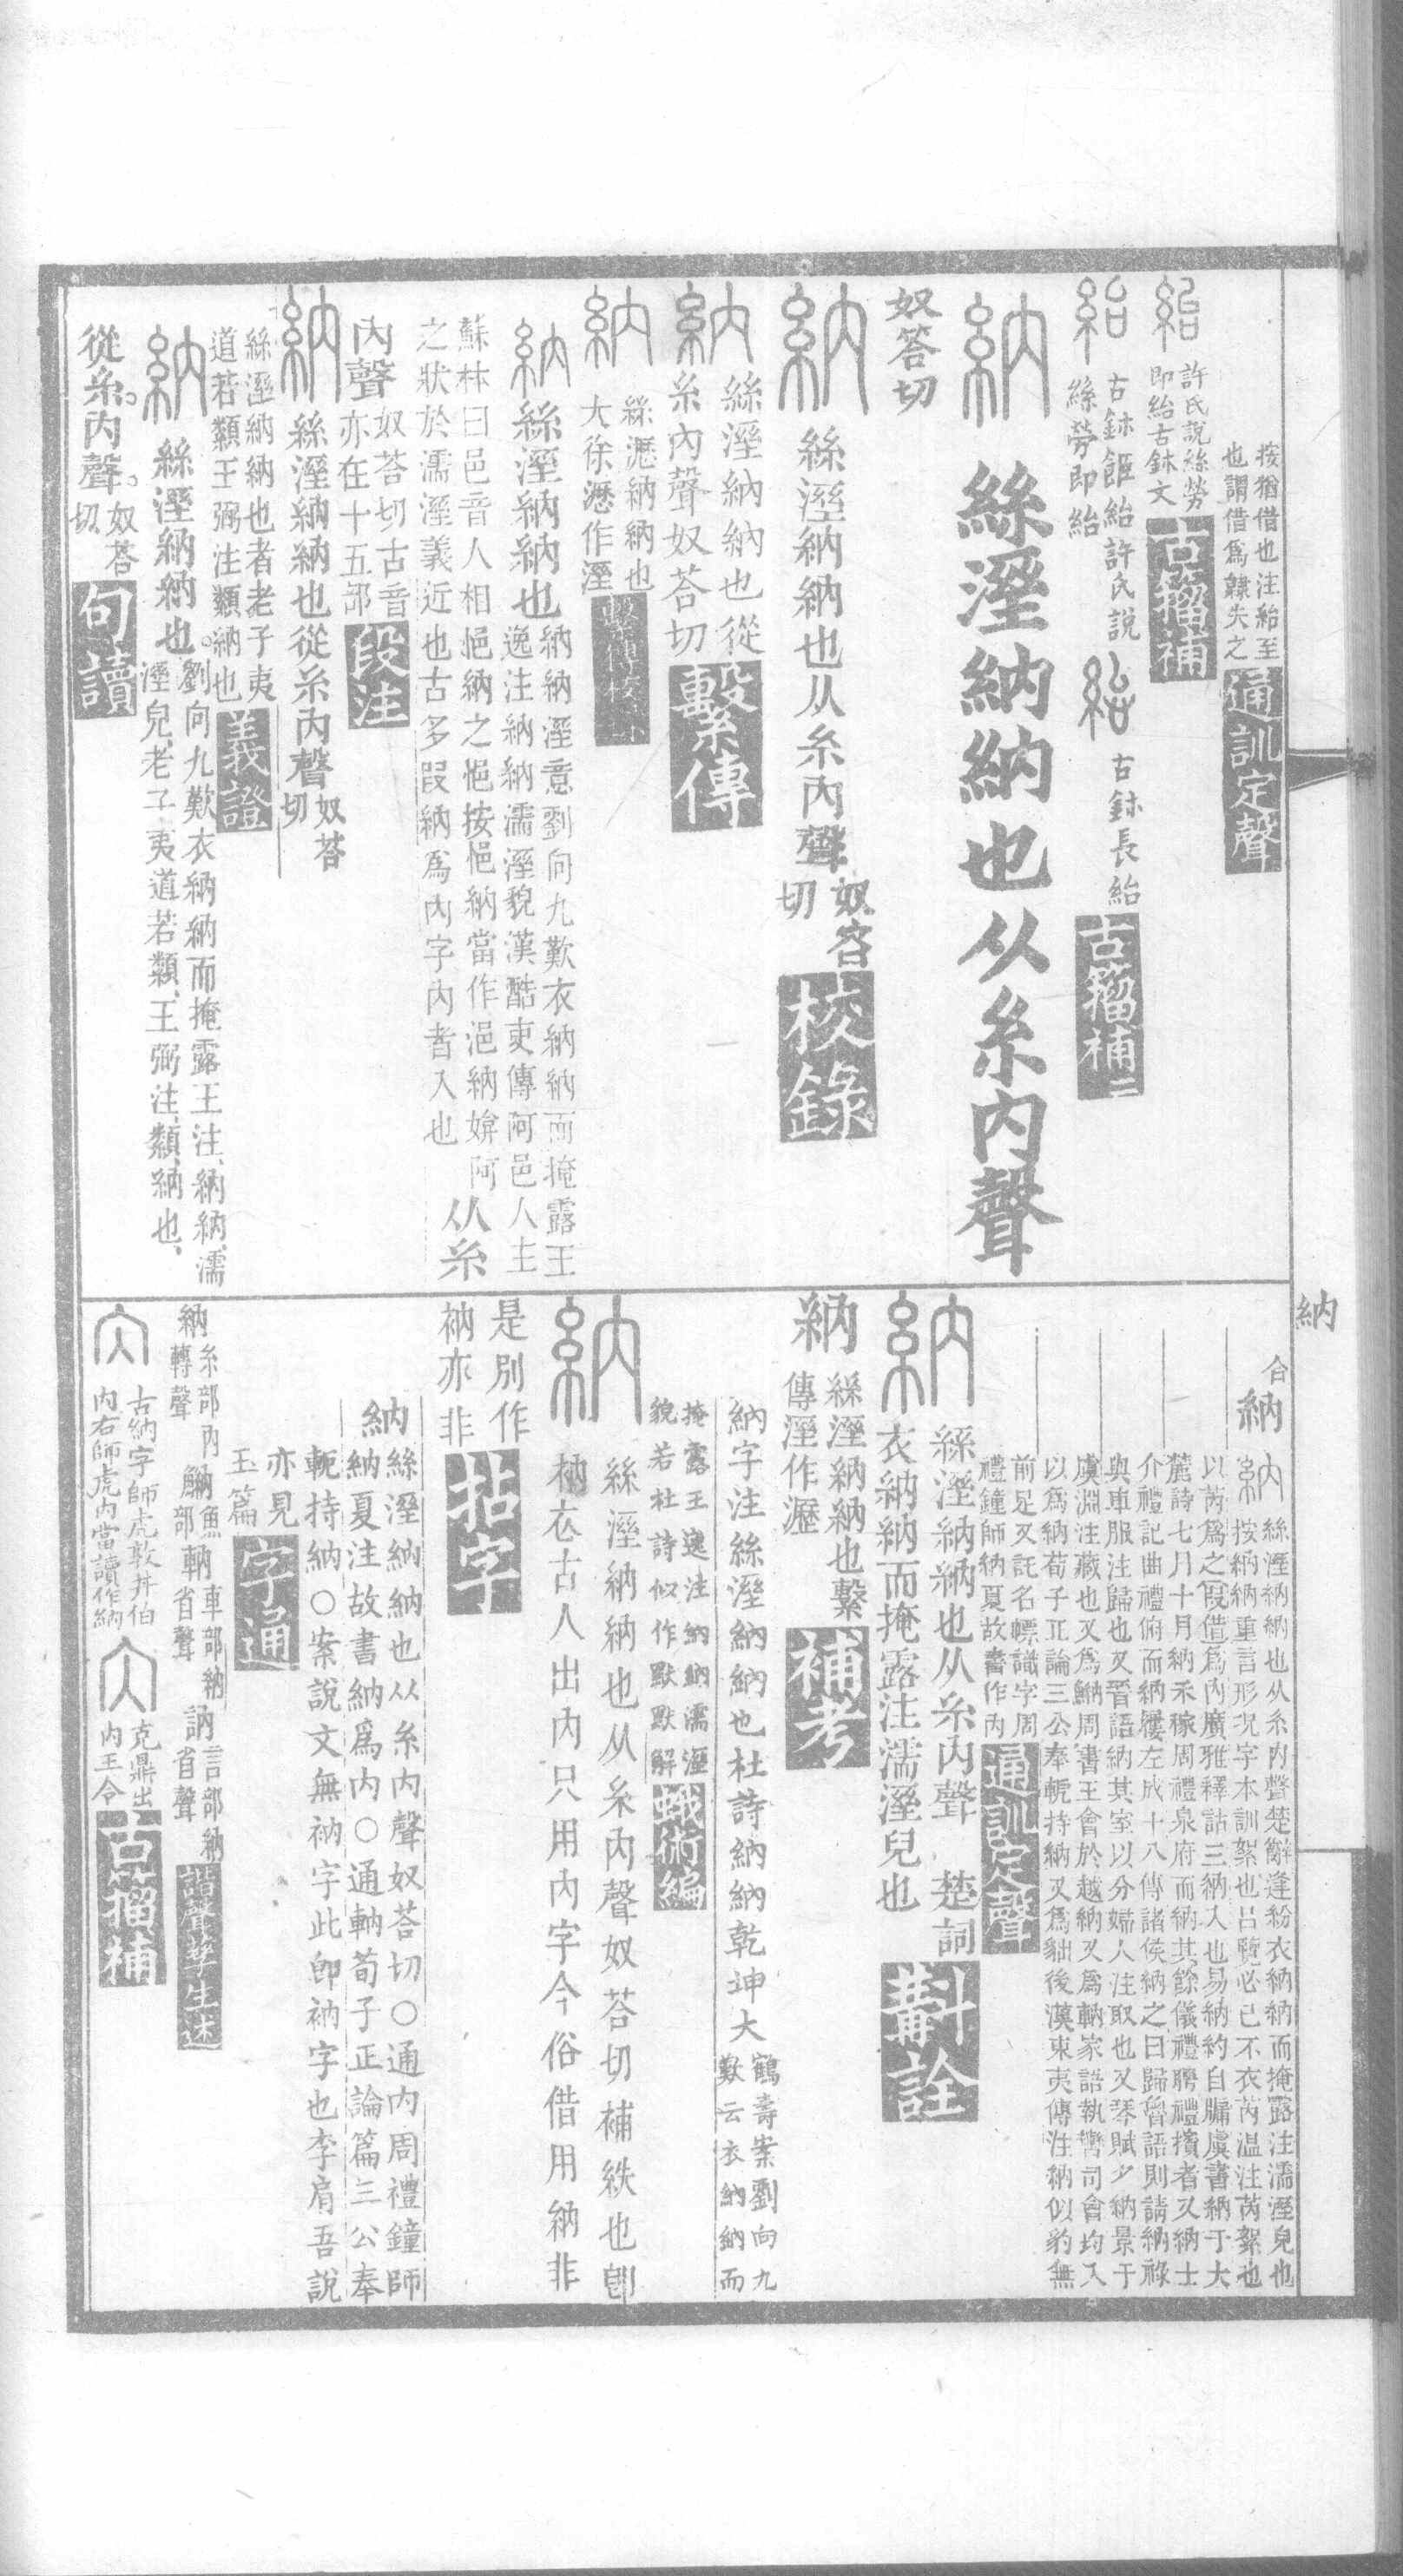 按猶借也注紿至
也謂借爲隸失之
通訓定聲
紿
許氏說絲勞
即紿古鉥文
古籀補
紿
古鉥
紿許氏說
絲勞即紿
古鉥長紿
古籀補二
納 絲溼納納也从糸內聲
奴答切
納 絲溼納納也从糸內聲
奴答
切
校錄
納 絲溼納納也從
糸內聲奴荅切
繫傳
納
絲濕納納也
大徐濕作溼
繫傳校
納 絲溼納納也
納納溼意劉向九歎衣納納而掩露王
逸注納納濡溼貌漢酷吏傳阿邑人主
蘇林曰邑音人相悒納之悒按悒納當作浥納媕阿
之狀於濡溼義近也古多叚納爲內字內者入也
从糸
內聲
奴荅切古音
亦在十五部
段注
納 絲溼納納也從糸內聲
奴荅
切
絲溼納納也者老子夷
道若纇王弼注纇納也
義證
納 絲溼納納也。
劉向九歎衣納納而掩露王注、納納、濡
溼皃、老子夷道若纇、王弼注、纇、納也、
從糸。內聲。
奴荅
切
句讀
納
合
納 納
絲溼納納也从糸內聲楚辭逢紛衣納納而掩露注濡溼皃也
按納納重言形況字本訓絮也呂覽必己不衣芮溫注芮絮也
以芮爲之叚借爲內廣雅釋詁三納入也易納約自牖虞書納于大
麓詩七月十月納禾稼周禮泉府而納其餘儀禮聘禮擯者又納士
介禮記曲禮俯而納屨左成十八傳諸侯納之曰歸魯語則請納祿
與車服注歸也又晉語納其室以分婦人注取也又琴賦夕納景于
虞淵注藏也又爲魶周書王會於越納又爲軜家語執轡司會均入
以爲納荀子正論三公奉軶持納又爲貀後漢東夷傳注納似豹無
前足又託名幖識字周
禮鐘師納夏故書作內
通訓定聲
納
絲溼納納也从糸內聲 楚詞
衣納納而掩露注濡溼皃也
斠詮
納
絲溼納納也繫
傳溼作濕
補考
納字注絲溼納納也杜詩納納乾坤大
鶴壽案劉向九
歎云衣納納而
掩露王逸注納納濡溼
貌若杜詩似作默默解
蛾術編
納
絲溼納納也从糸內聲奴荅切補紩也卽
衲衣古人出內只用內字今俗借用納非
是別作
衲亦非
拈字
納
絲溼納納也从糸內聲奴荅切〇通內周禮鐘師
納夏注故書納爲內〇通軜荀子正論篇三公奉
軶持納〇案說文無衲字此卽衲字也李肩吾說
亦見
玉篇
字通
納
糸部內
轉聲
魶
魚
部
軜
車部納
省聲
訥
言部納
省聲
諧聲孳生述
內
古納字師虎敦井伯
內右師虎內當讀作納
內
克鼎出
內王令
古籀補